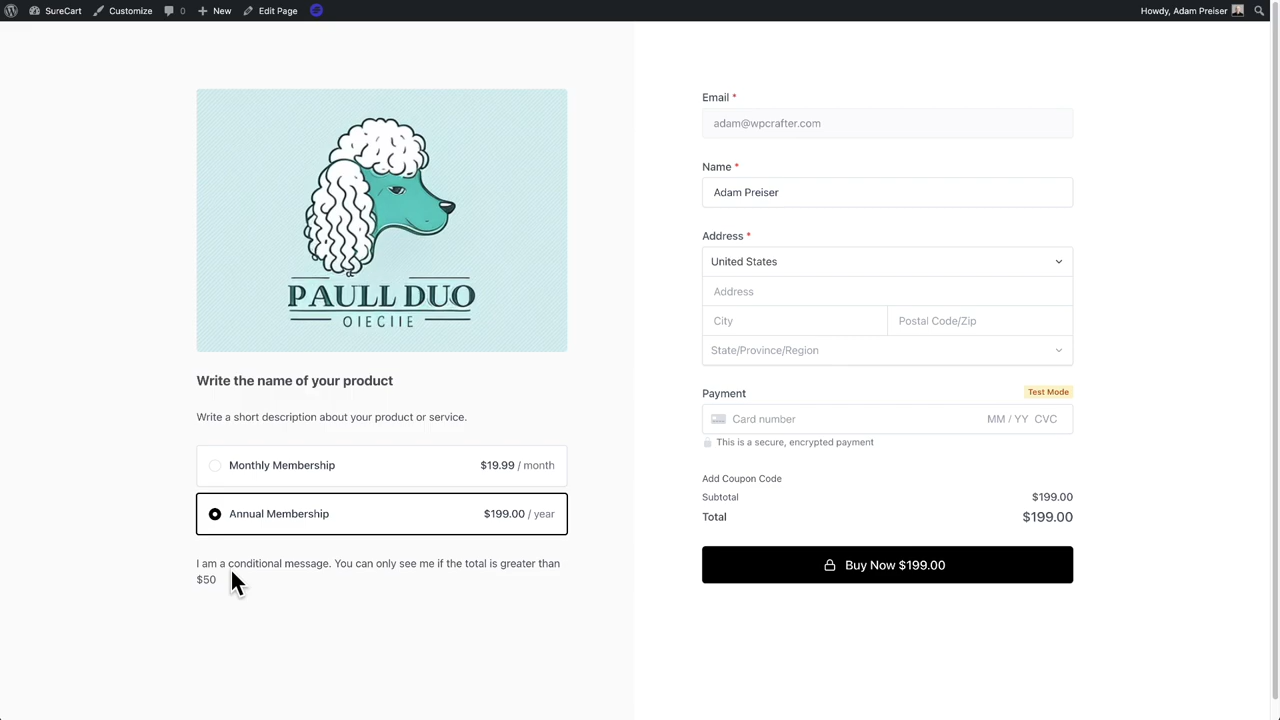 SureCart
Customize
0
New
Edit Page
Howdy, Adam Preiser
PAULL DUO
OIECIIE
Write the name of your product
Write a short description about your product or service.
Monthly Membership $19.99 / month
Annual Membership $199.00 / year
I am a conditional message. You can only see me if the total is greater than
$50
Email *
adam@wpcrafter.com
Name *
Adam Preiser
Address *
United States
Address
City Postal Code/Zip
State/Province/Region
Payment Test Mode
Card number MM / YY CVC
This is a secure, encrypted payment
Add Coupon Code
Subtotal $199.00
Total $199.00
Buy Now $199.00